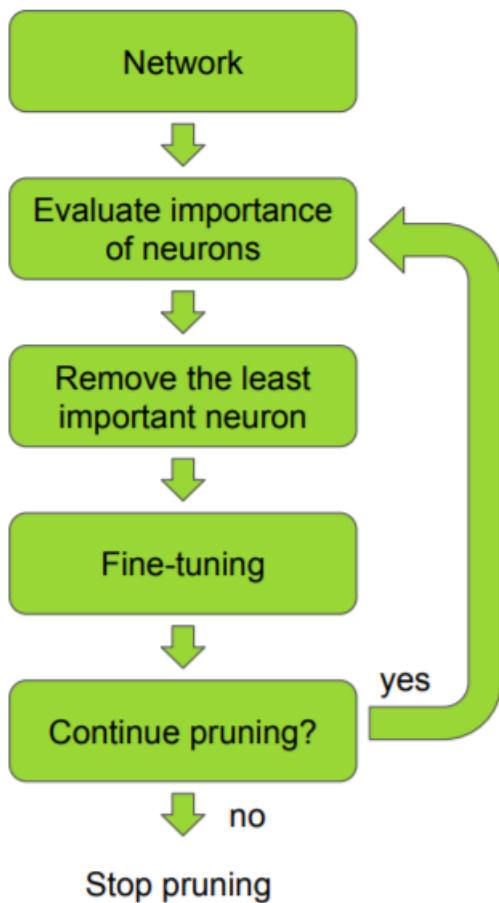 Network
Evaluate importance
of neurons
Remove the least
important neuron
Fine-tuning
yes
Continue pruning?
no
Stop pruning